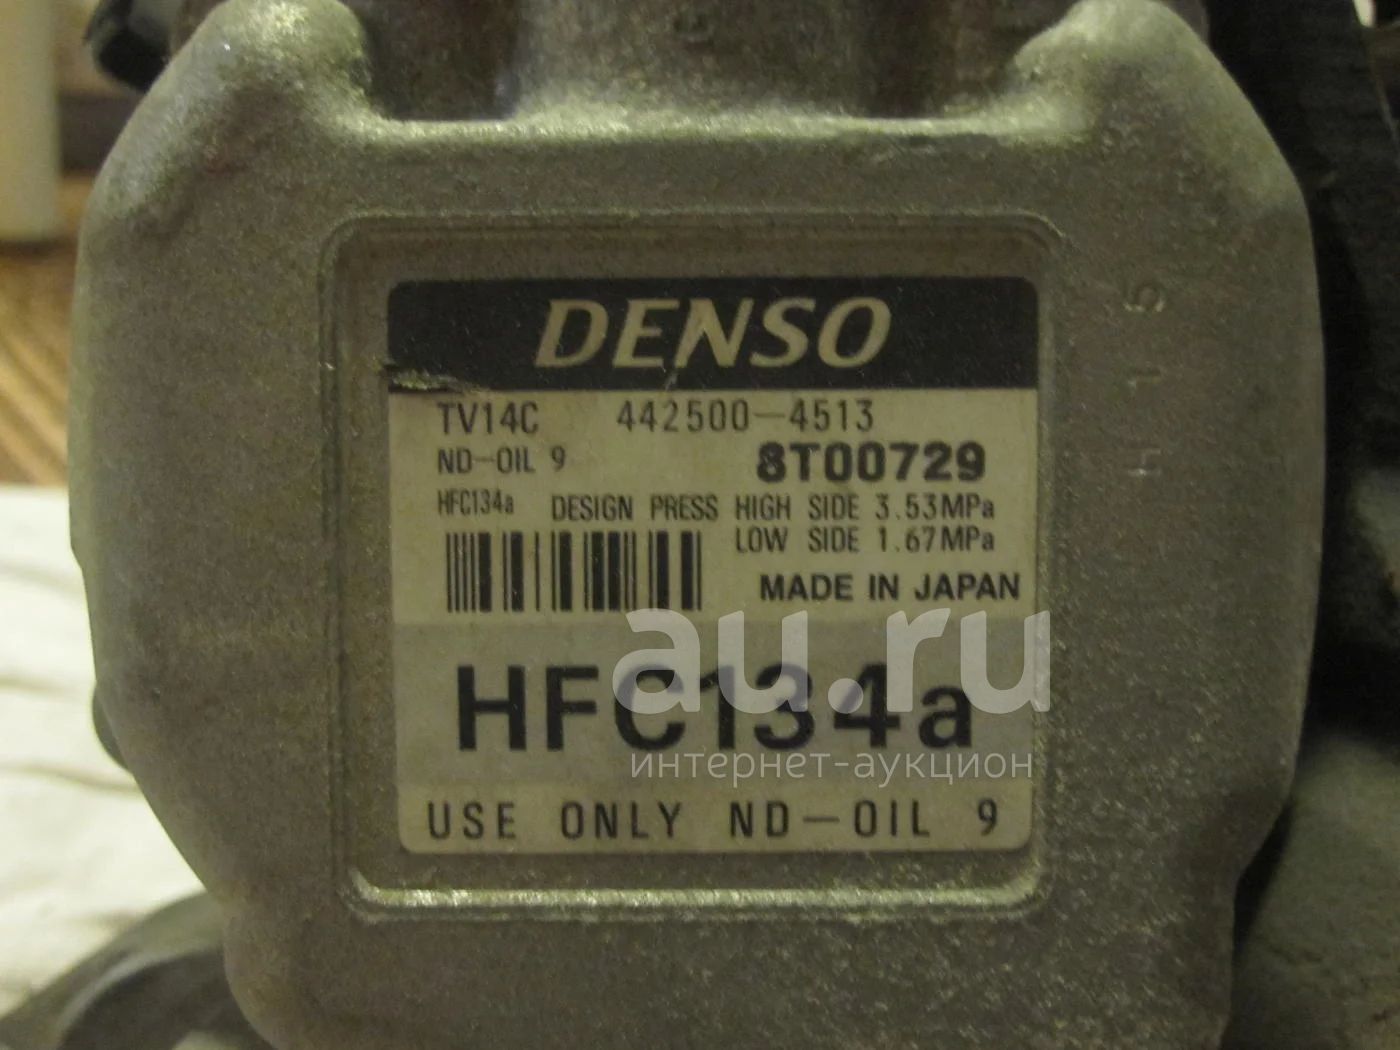 DENSO
TV14C 442500-4513
ND-OIL 9 8T00729
HFC134a DESIGN PRESS HIGH SIDE 3.53MPa
LOW SIDE 1.67MPa
MADE IN JAPAN
au.ru
HFC134a
интернет-аукцион
USE ONLY ND-OIL 9